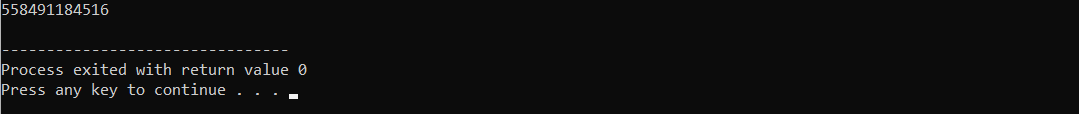 558491184516
--------------------------------
Process exited with return value 0
Press any key to continue . . .